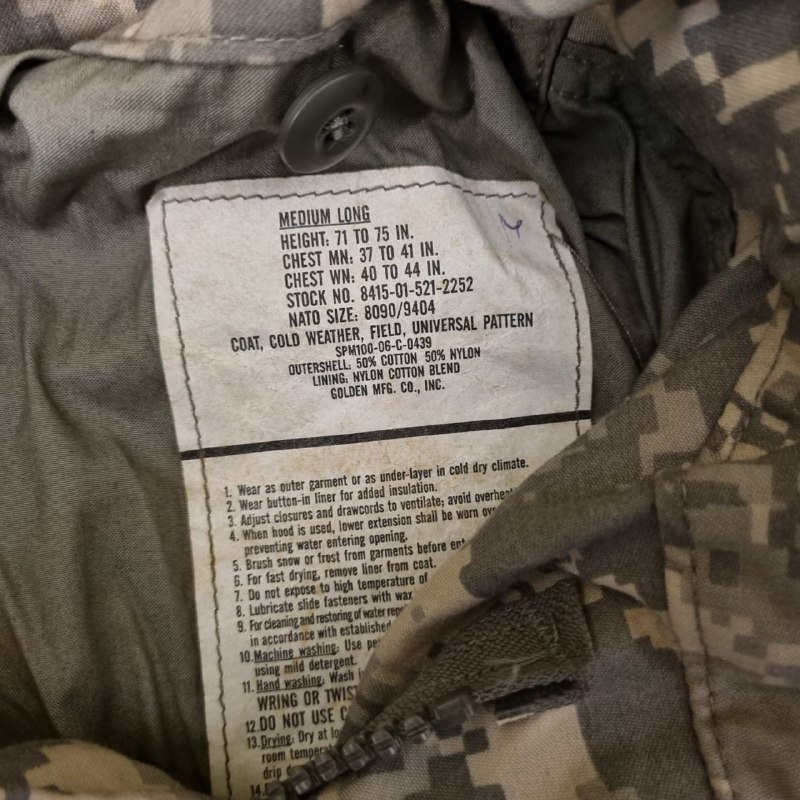 MEDIUM LONG
HEIGHT: 71 TO 75 IN.
CHEST MN: 37 TO 41 IN.
CHEST WN: 40 TO 44 IN.
STOCK NO. 8415-01-521-2252
NATO SIZE: 8090/9404
COAT, COLD WEATHER, FIELD, UNIVERSAL PATTERN
SPM100-06-C-0439
OUTERSHELL: 50% COTTON 50% NYLON
LINING: NYLON COTTON BLEND
GOLDEN MFG. CO., INC.
1. Wear as outer garment or as under-layer in cold dry climate.
2. Wear button-in liner for added insulation.
3. Adjust closures and drawcords to ventilate; avoid overheat
4. When hood is used, lower extension shall be worn
preventing water entering opening.
5. Brush snow or frost from garments before
6. For fast drying, remove liner from coat.
7. Do not expose to high temperature of
8. Lubricate slide fasteners with wax
9. For cleaning and restoring of water
in accordance with established
10. Machine washing: Use
using mild detergent.
11. Hand washing: Wash
WRING OR TWIST
12. DO NOT USE
13. Drying: Dry at
room
drip
14.